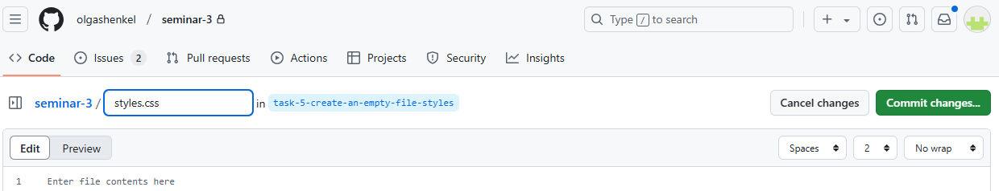 olgashenkel / seminar-3 Type / to search
Code Issues 2 Pull requests Actions Projects Security Insights
seminar-3 / styles.css in task-5-create-an-empty-file-styles Cancel changes Commit changes...
Edit Preview Spaces 2 No wrap
1 Enter file contents here